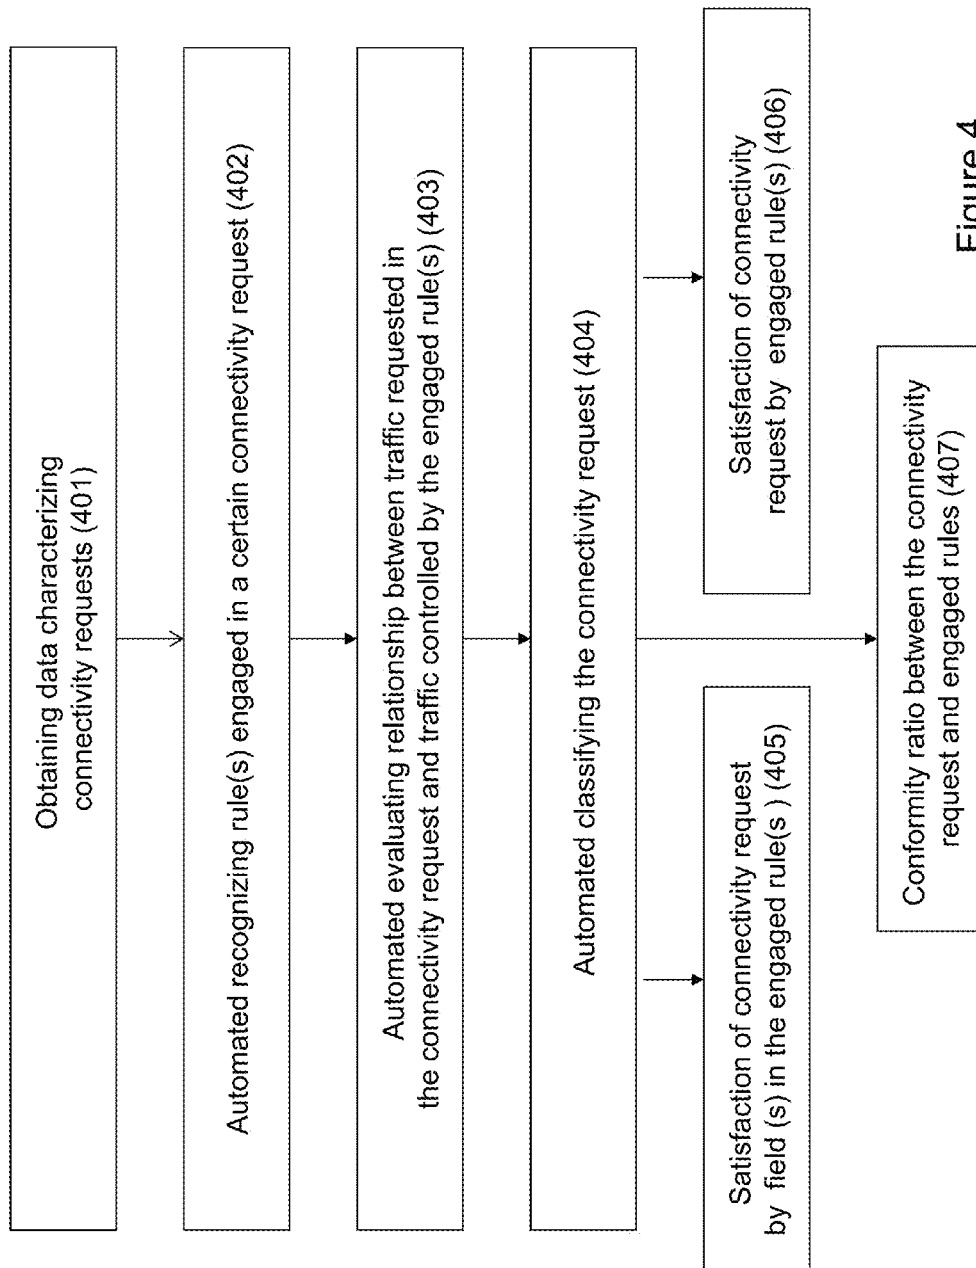 Obtaining data characterizing
connectivity requests (401)
Automated recognizing rule(s) engaged in a certain connectivity request (402)
Automated evaluating relationship between traffic requested in
the connectivity request and traffic controlled by the engaged rule(s) (403)
Automated classifying the connectivity request (404)
Satisfaction of connectivity request
by field (s) in the engaged rule(s ) (405)
Satisfaction of connectivity
request by engaged rule(s) (406)
Conformity ratio between the connectivity
request and engaged rules (407)
Figure 4